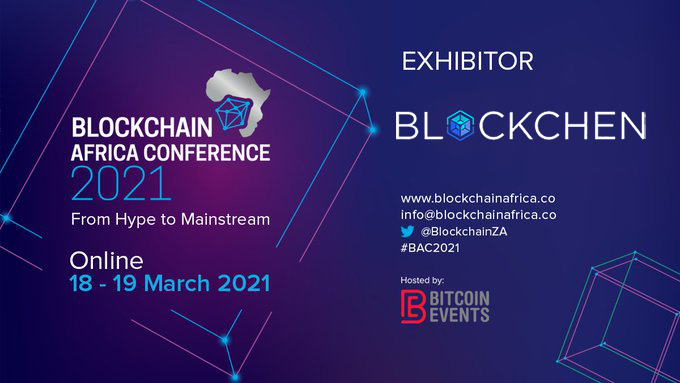 BLOCKCHAIN
AFRICA CONFERENCE
2021
From Hype to Mainstream
Online
18 - 19 March 2021
EXHIBITOR
BLOCKCHEN
www.blockchainafrica.co
info@blockchainafrica.co
@BlockchainZA
#BAC2021
Hosted by:
BITCOIN
EVENTS